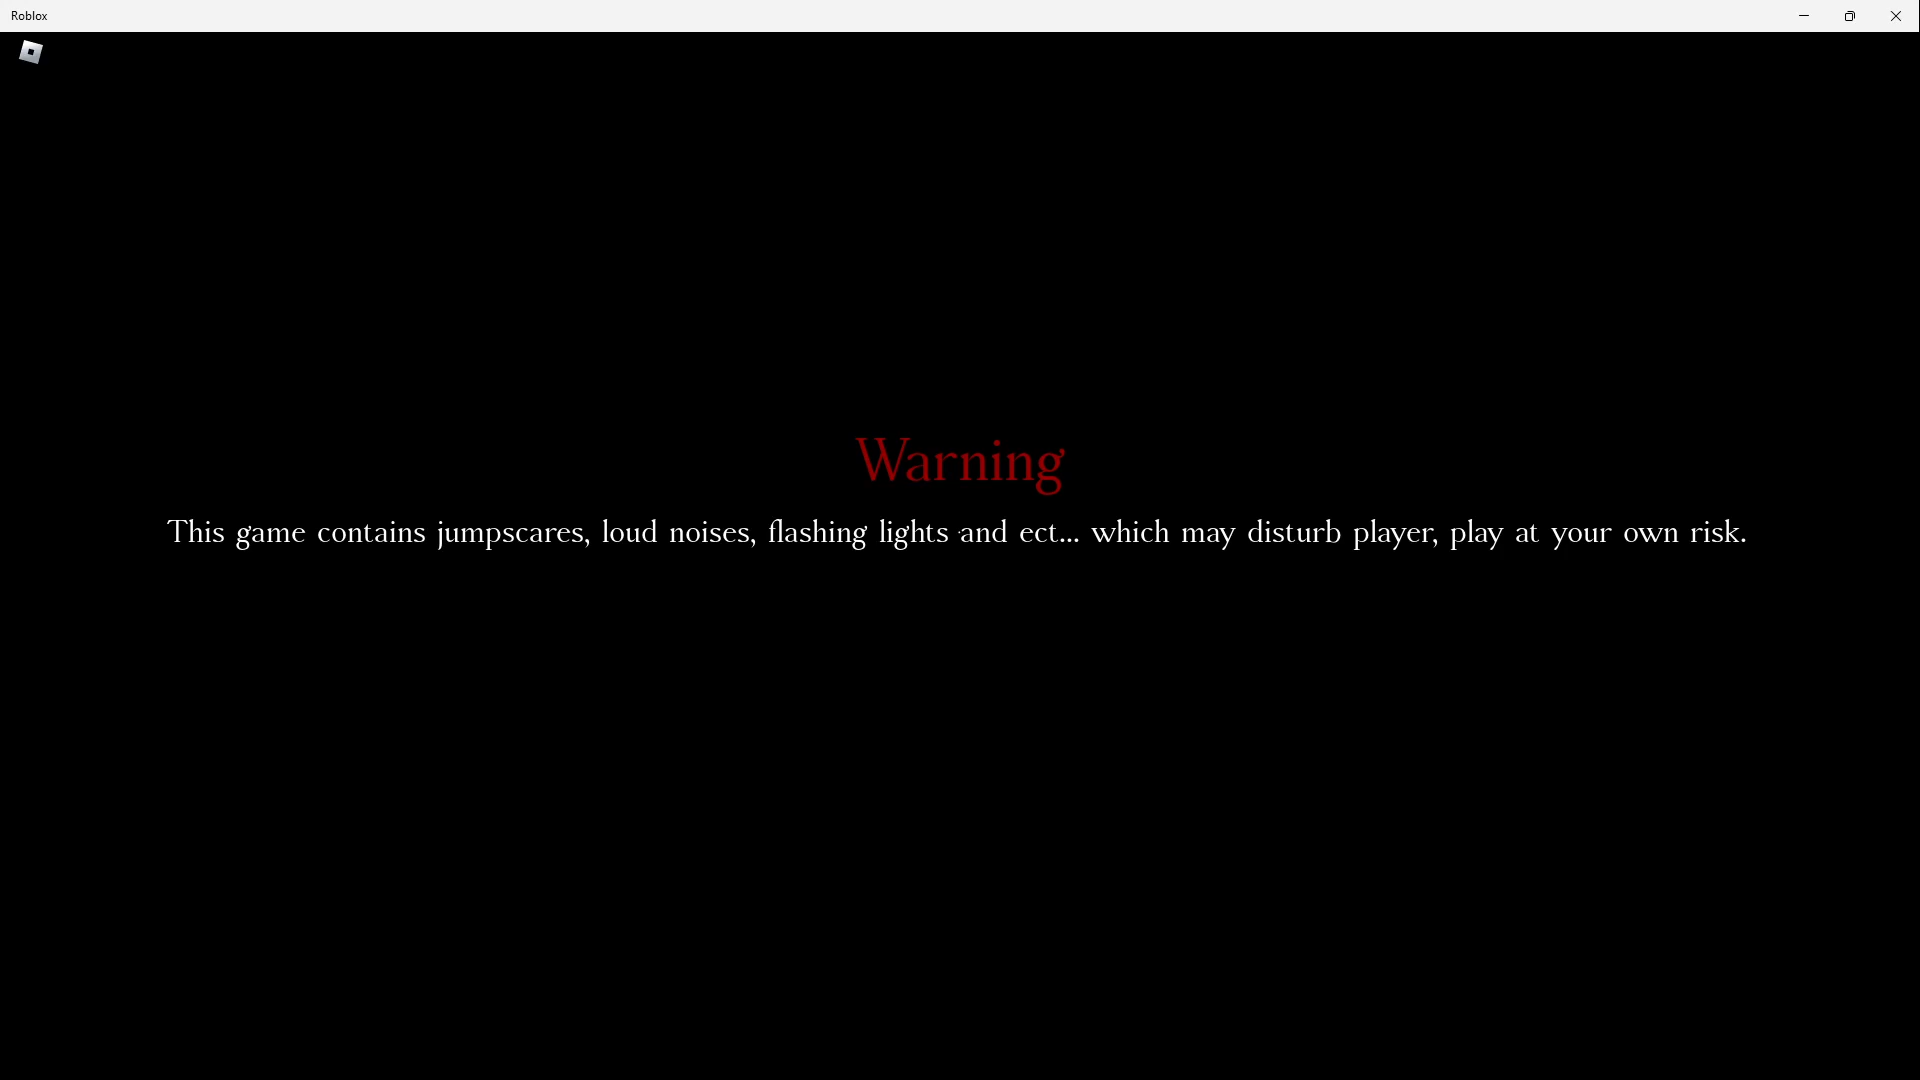 Roblox
Warning
This game contains jumpscares, loud noises, flashing lights and ect... which may disturb player, play at your own risk.